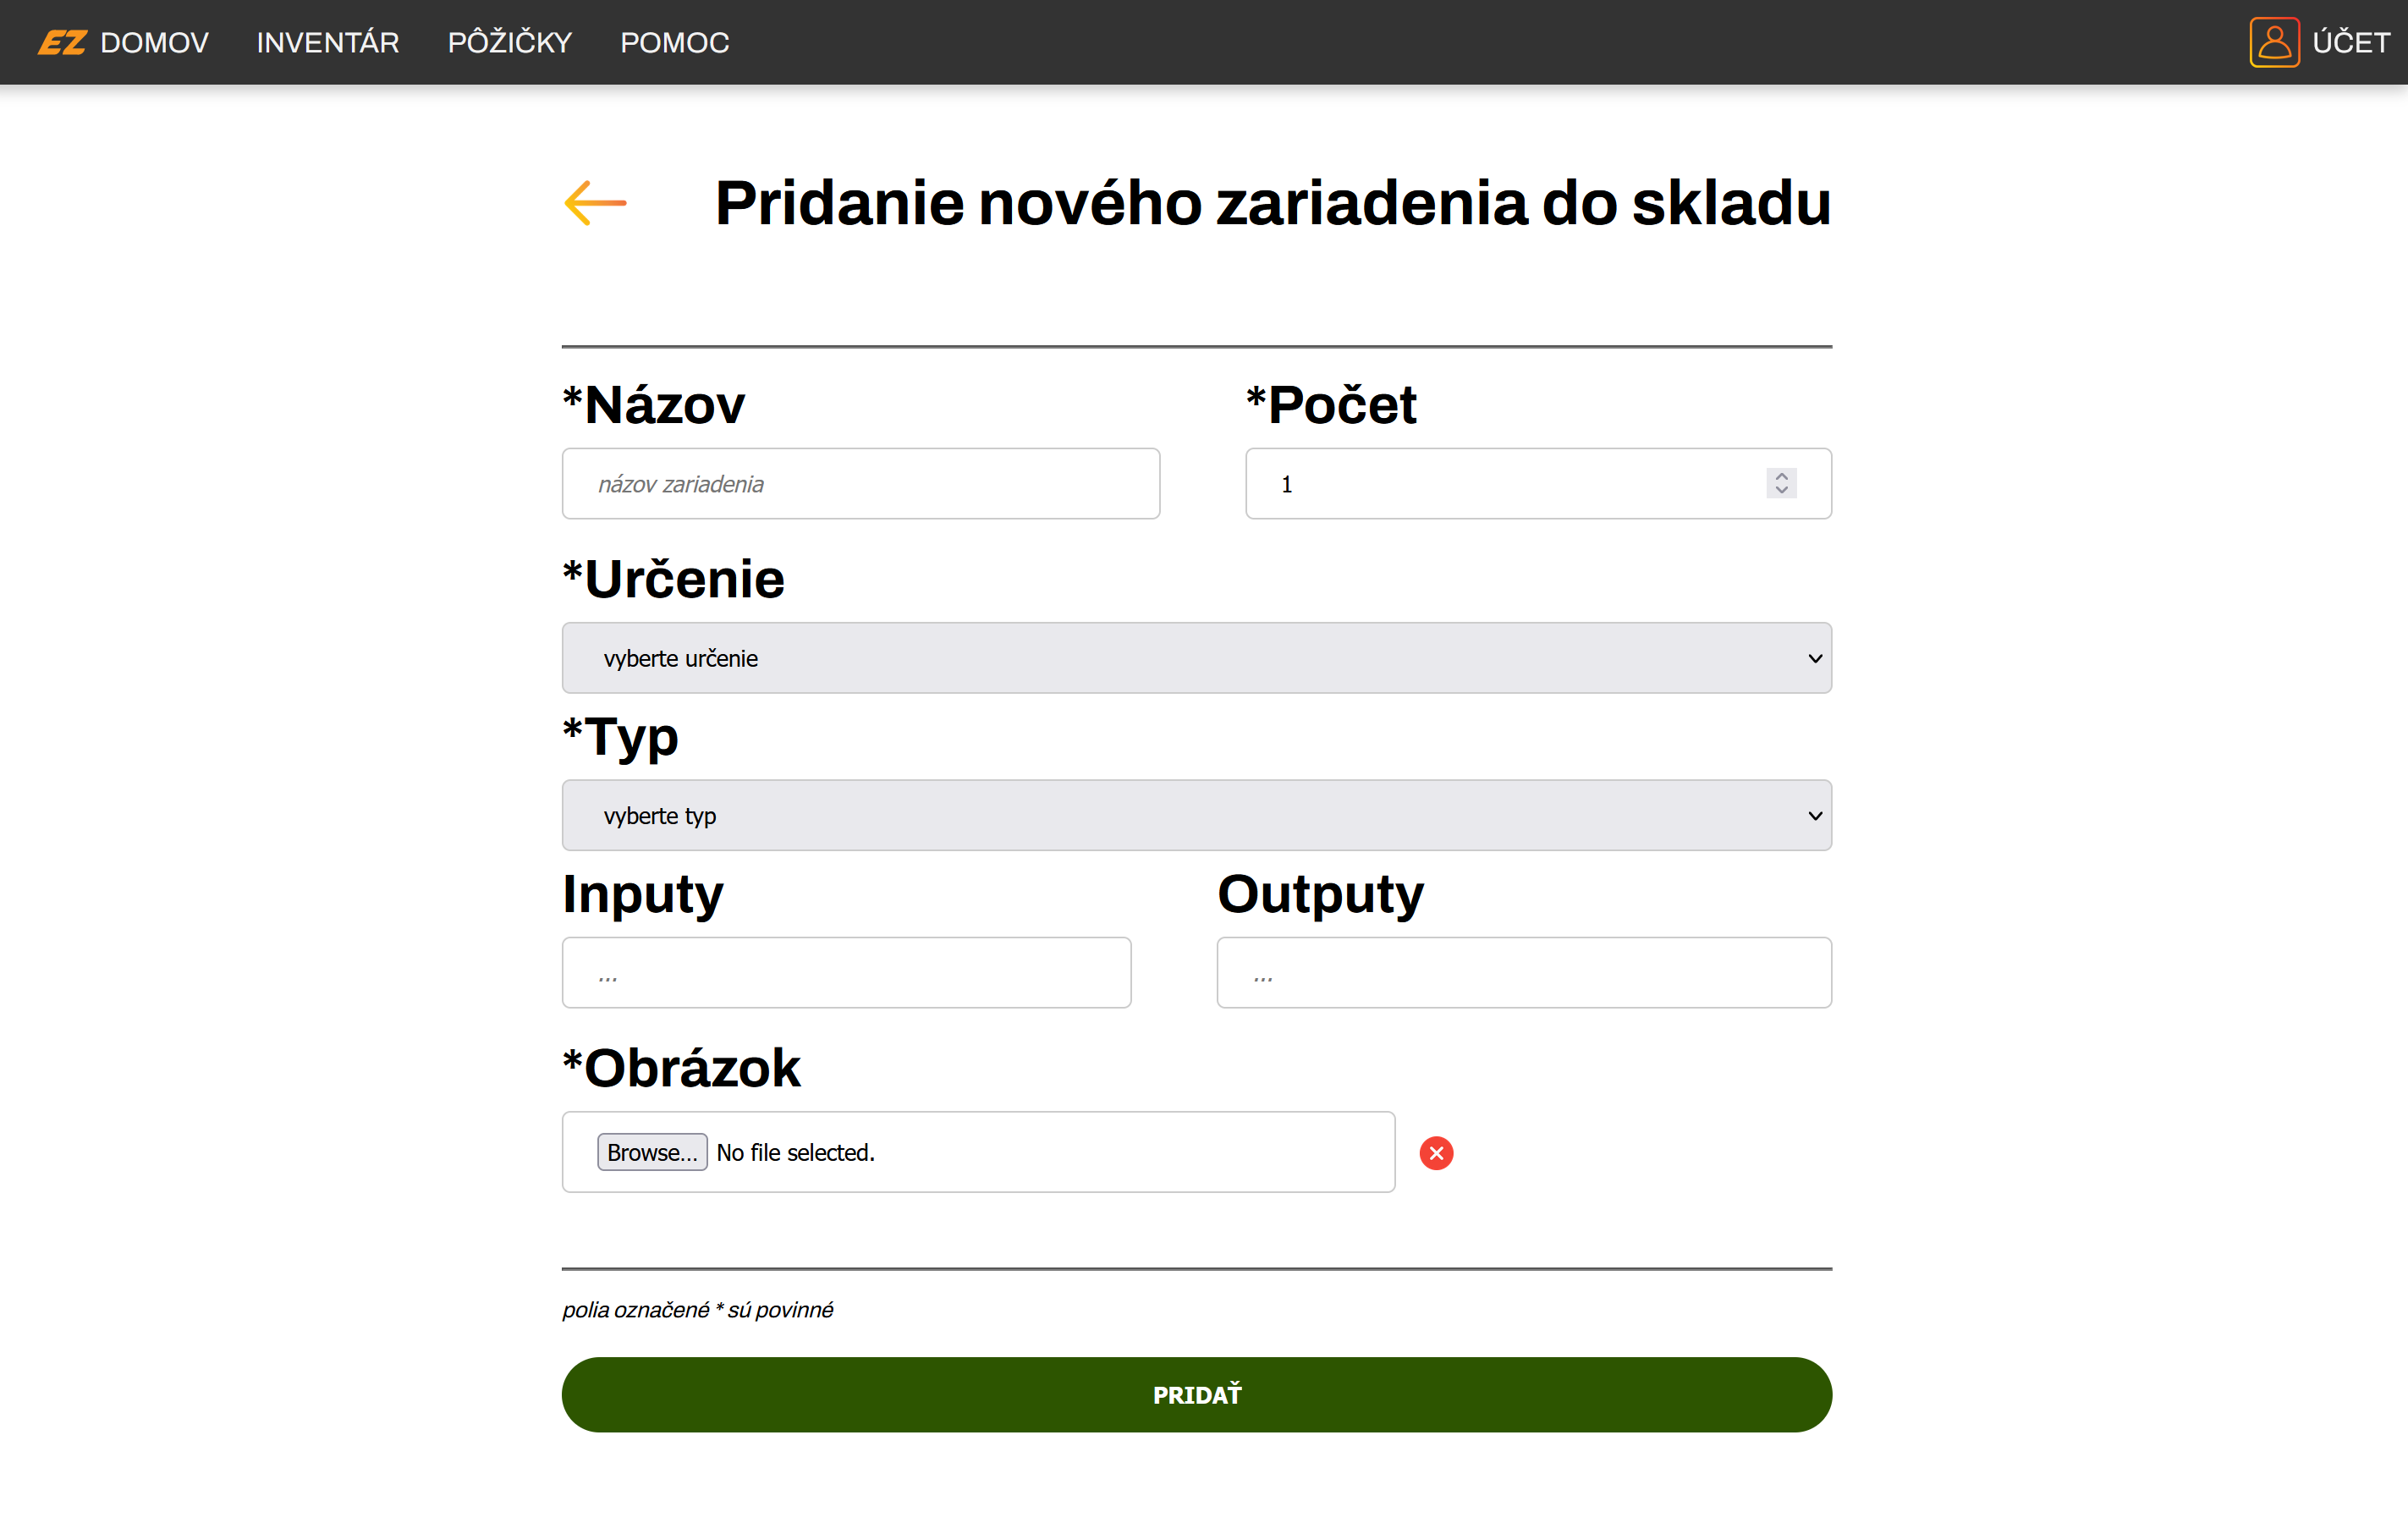 EZ DOMOV INVENTÁR PÔŽIČKY POMOC ÚČET
Pridanie nového zariadenia do skladu
*Názov *Počet
názov zariadenia 1
*Určenie
vyberte určenie
*Typ
vyberte typ
Inputy Outputy
... ...
*Obrázok
Browse... No file selected.
polia označené * sú povinné
PRIDAŤ